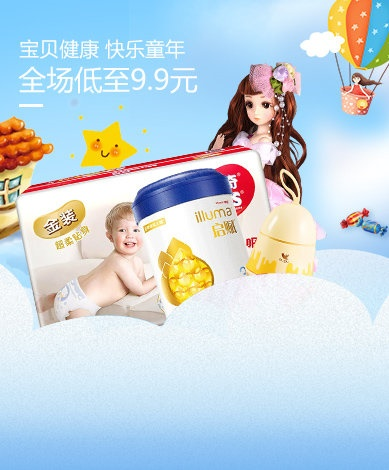 宝贝健康 快乐童年
全场低至9.9元
金装
超柔贴身
illuma
启赋